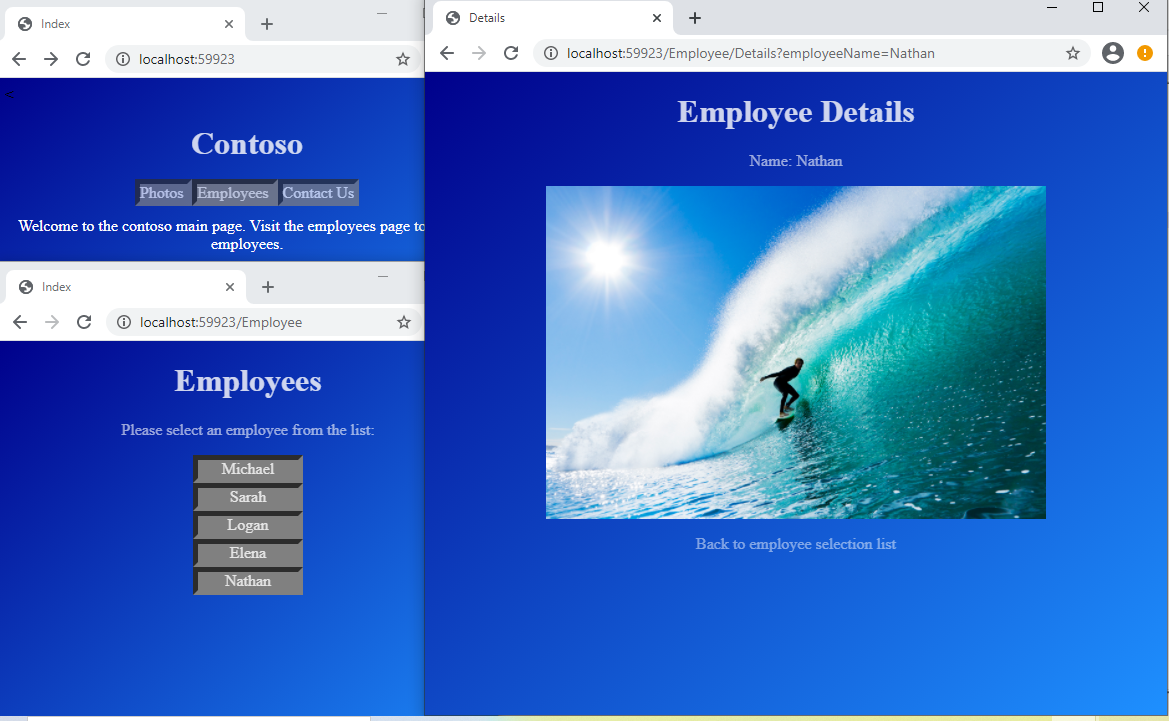 Index
localhost:59923
<
Contoso
Photos Employees Contact Us
Welcome to the contoso main page. Visit the employees page to
employees.
Index
localhost:59923/Employee
Employees
Please select an employee from the list:
Michael
Sarah
Logan
Elena
Nathan
Details
localhost:59923/Employee/Details?employeeName=Nathan
Employee Details
Name: Nathan
Back to employee selection list